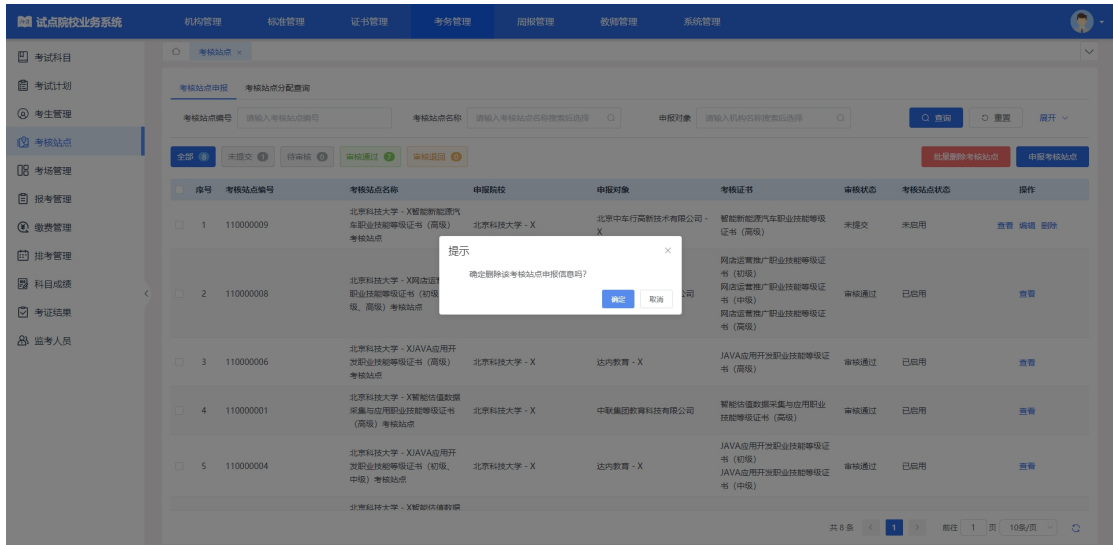 试点院校业务系统
机构管理 标准管理 证书管理 考务管理 周报管理 教师管理 系统管理
考试科目
考试计划
考生管理
考核站点
考场管理
报考管理
缴费管理
排考管理
科目成绩
考证结果
监考人员
考核站点 ×
考核站点申报 考核站点分配查询
考核站点编号 请输入考核站点编号 考核站点名称 请输入考核站点名称搜索后选择 申报对象 请输入机构名称搜索后选择 查询 重置 展开
全部 8 未提交 1 待审核 0 审核通过 7 审核退回 0 批量删除考核站点 申报考核站点
序号 考核站点编号 考核站点名称 申报院校 申报对象 考核证书 审核状态 考核站点状态 操作
1 110000009
北京科技大学 - X智能新能源汽
车职业技能等级证书（高级）
考核站点
北京科技大学 - X
北京中车行高新技术有限公司 -
X
智能新能源汽车职业技能等级
证书（高级）
未提交 未启用 查看 编辑 删除
2 110000008
北京科技大学 - X网店运
职业技能等级证书（初级
级、高级）考核站点
公司
网店运营推广职业技能等级证
书（初级）
网店运营推广职业技能等级证
书（中级）
网店运营推广职业技能等级证
书（高级）
审核通过 已启用 查看
3 110000006
北京科技大学 - XJAVA应用开
发职业技能等级证书（高级）
考核站点
北京科技大学 - X
达内教育 - X
JAVA应用开发职业技能等级证
书（高级）
审核通过 已启用 查看
4 110000001
北京科技大学 - X智能估值数据
采集与应用职业技能等级证书
（高级）考核站点
北京科技大学 - X
中联集团教育科技有限公司
智能估值数据采集与应用职业
技能等级证书（高级）
审核通过 已启用 查看
5 110000004
北京科技大学 - XJAVA应用开
发职业技能等级证书（初级、
中级）考核站点
北京科技大学 - X
达内教育 - X
JAVA应用开发职业技能等级证
书（初级）
JAVA应用开发职业技能等级证
书（中级）
审核通过 已启用 查看
北京科技大学 - X智能估值数据
提示 ×
确定删除该考核站点申报信息吗?
确定 取消
共 8 条 < 1 > 前往 1 页 10条/页